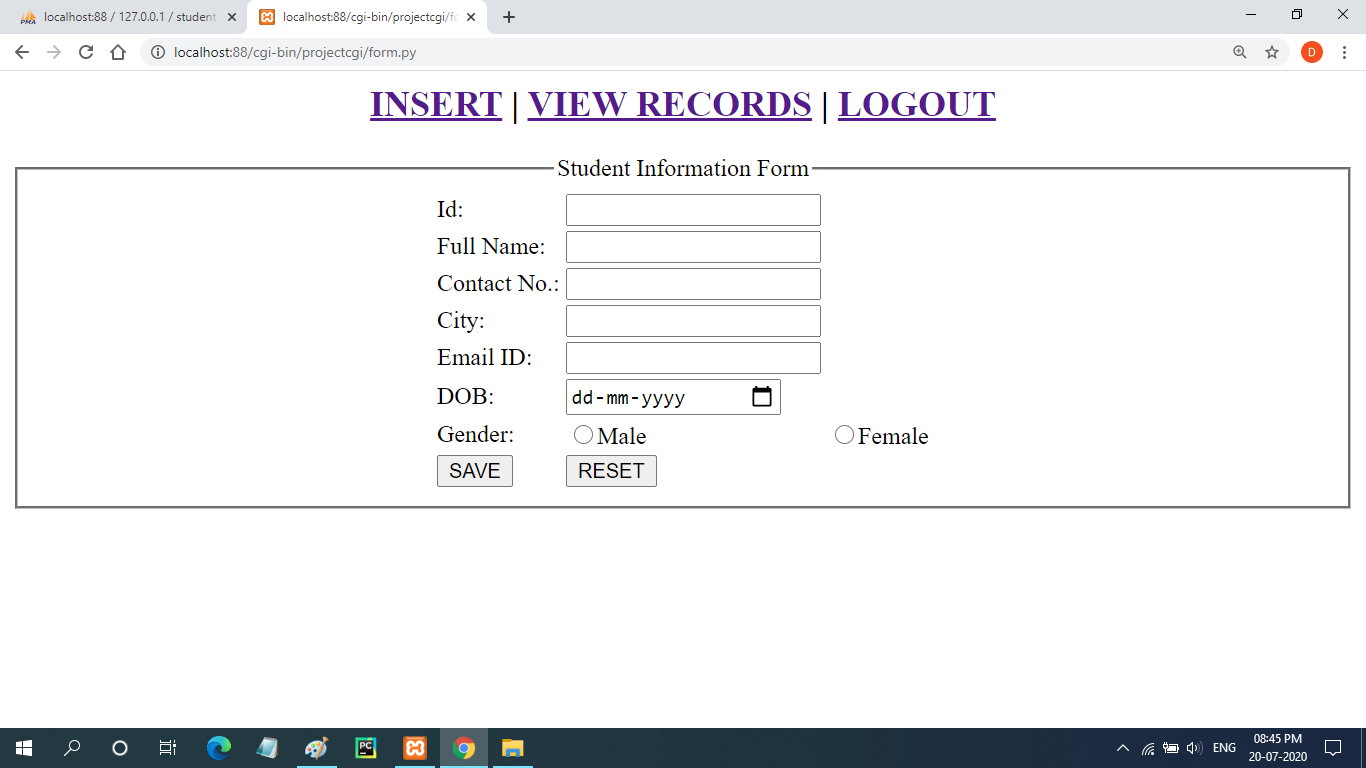 localhost:88 / 127.0.0.1 / student
localhost:88/cgi-bin/projectcgi/fo
localhost:88/cgi-bin/projectcgi/form.py
D
INSERT | VIEW RECORDS | LOGOUT
Student Information Form
Id:
Full Name:
Contact No.:
City:
Email ID:
DOB: dd-mm-yyyy
Gender: Male Female
SAVE RESET
PC
ENG
08:45 PM
20-07-2020